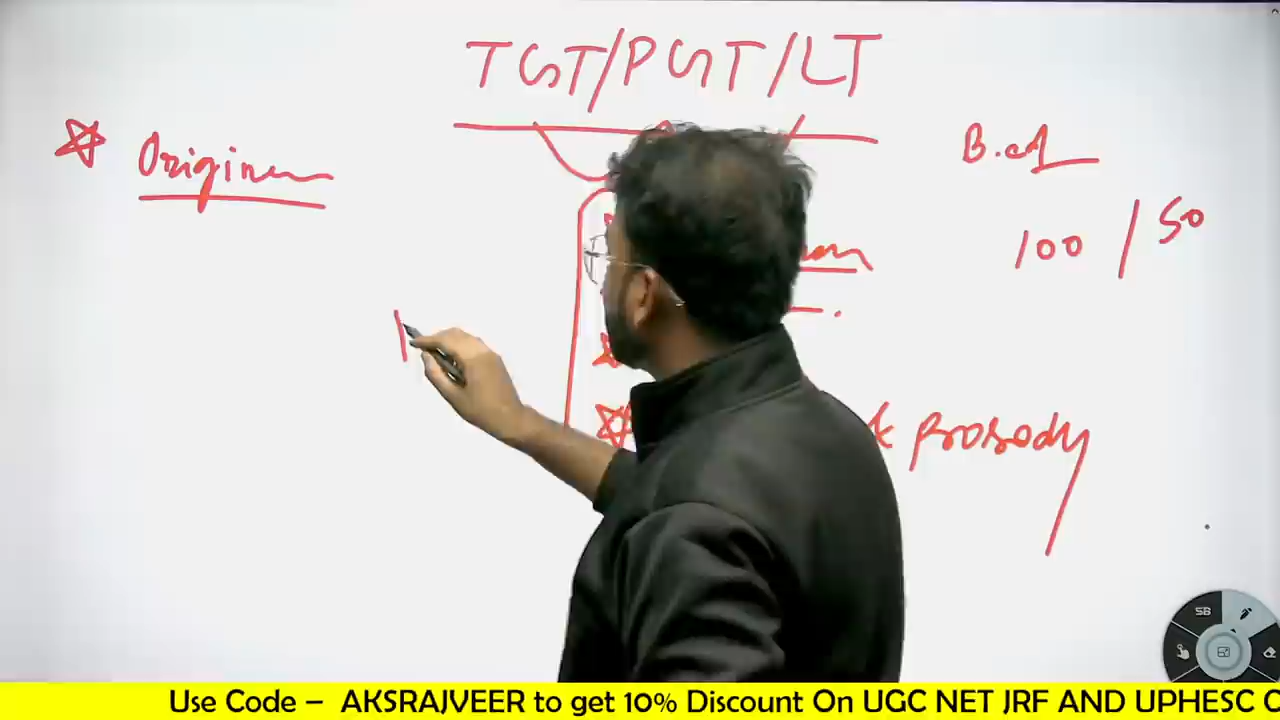 TGT/PGT/LT
B.ed
100 / 50
& prosody
SB
Use Code – AKSRAJVEER to get 10% Discount On UGC NET JRF AND UPHESC